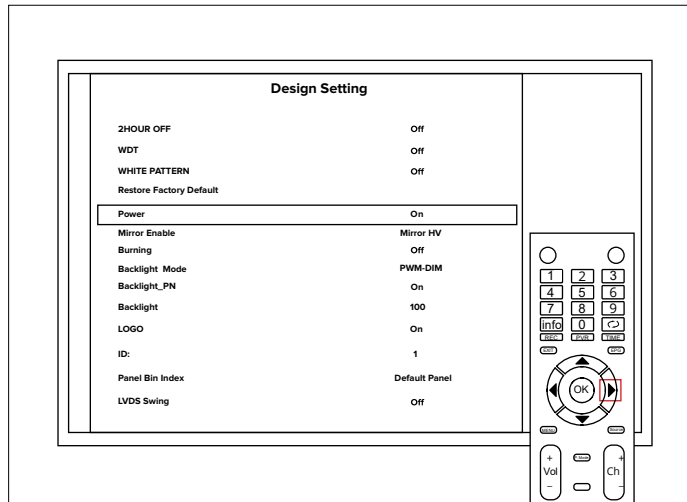 Design Setting
2HOUR OFF Off
WDT Off
WHITE PATTERN Off
Restore Factory Default
Power On
Mirror Enable Mirror HV
Burning Off
Backlight Mode PWM-DIM
Backlight_PN On
Backlight 100
LOGO On
ID: 1
Panel Bin Index Default Panel
LVDS Swing Off
1 2 3
4 5 6
7 8 9
info 0
REC PVR TIME
EXIT EPG
OK
MENU Source
+ P.Mode +
Vol Ch
− −